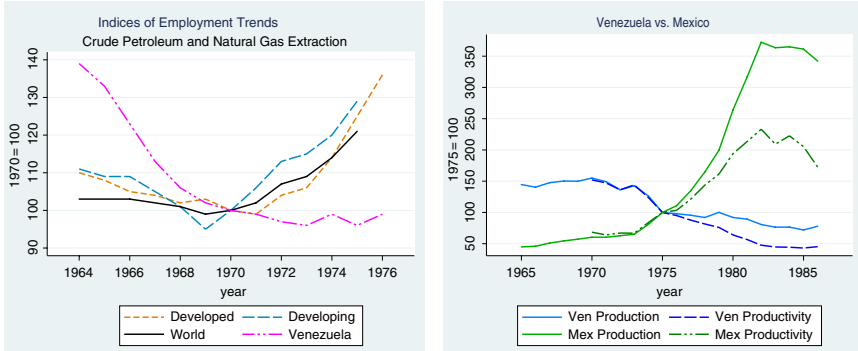 Indices of Employment Trends
Crude Petroleum and Natural Gas Extraction
1970=100
140
130
120
110
100
90
1964 1966 1968 1970 1972 1974 1976
year
Developed Developing
World Venezuela
Venezuela vs. Mexico
1975=100
350
300
250
200
150
100
50
1965 1970 1975 1980 1985
year
Ven Production Ven Productivity
Mex Production Mex Productivity